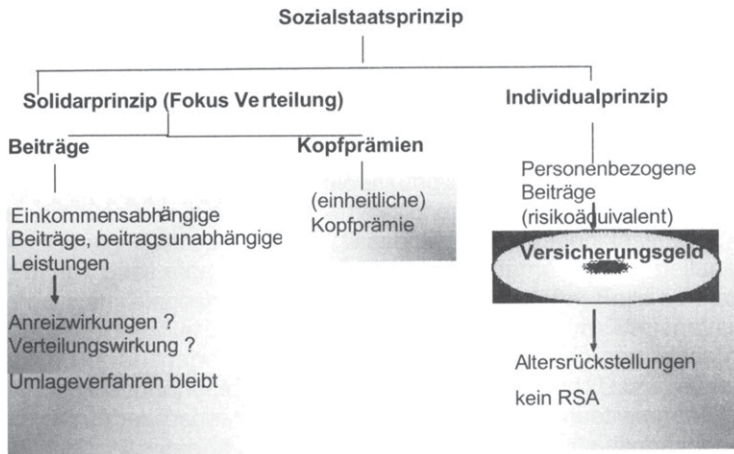 Sozialstaatsprinzip
Solidarprinzip (Fokus Verteilung)
Individualprinzip
Beiträge
Kopfprämien
Einkommensabhängige
Beiträge, beitragsunabhängige
Leistungen
(einheitliche)
Kopfprämie
Personenbezogene
Beiträge
(risikoäquivalent)
Versicherungsgeld
Anreizwirkungen ?
Verteilungswirkung ?
Umlageverfahren bleibt
Altersrückstellungen
kein RSA